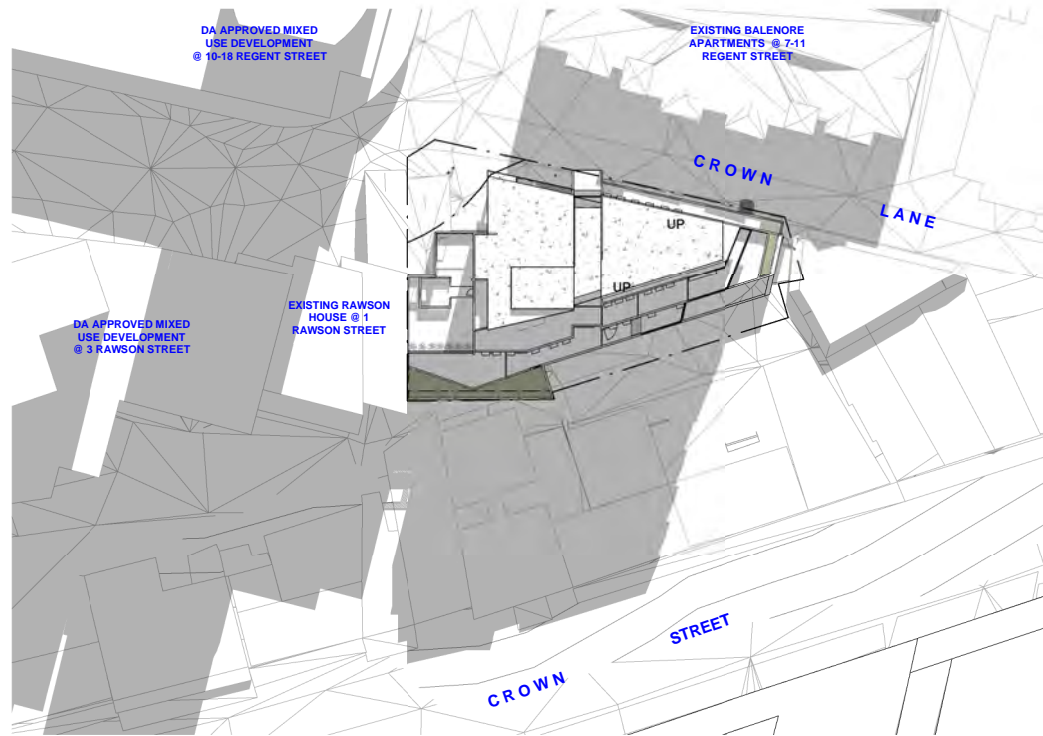 DA APPROVED MIXED
USE DEVELOPMENT
@ 10-18 REGENT STREET
EXISTING BALENORE
APARTMENTS @ 7-11
REGENT STREET
CROWN
LANE
UP
UP
EXISTING RAWSON
HOUSE @ 1
RAWSON STREET
DA APPROVED MIXED
USE DEVELOPMENT
@ 3 RAWSON STREET
STREET
CROWN